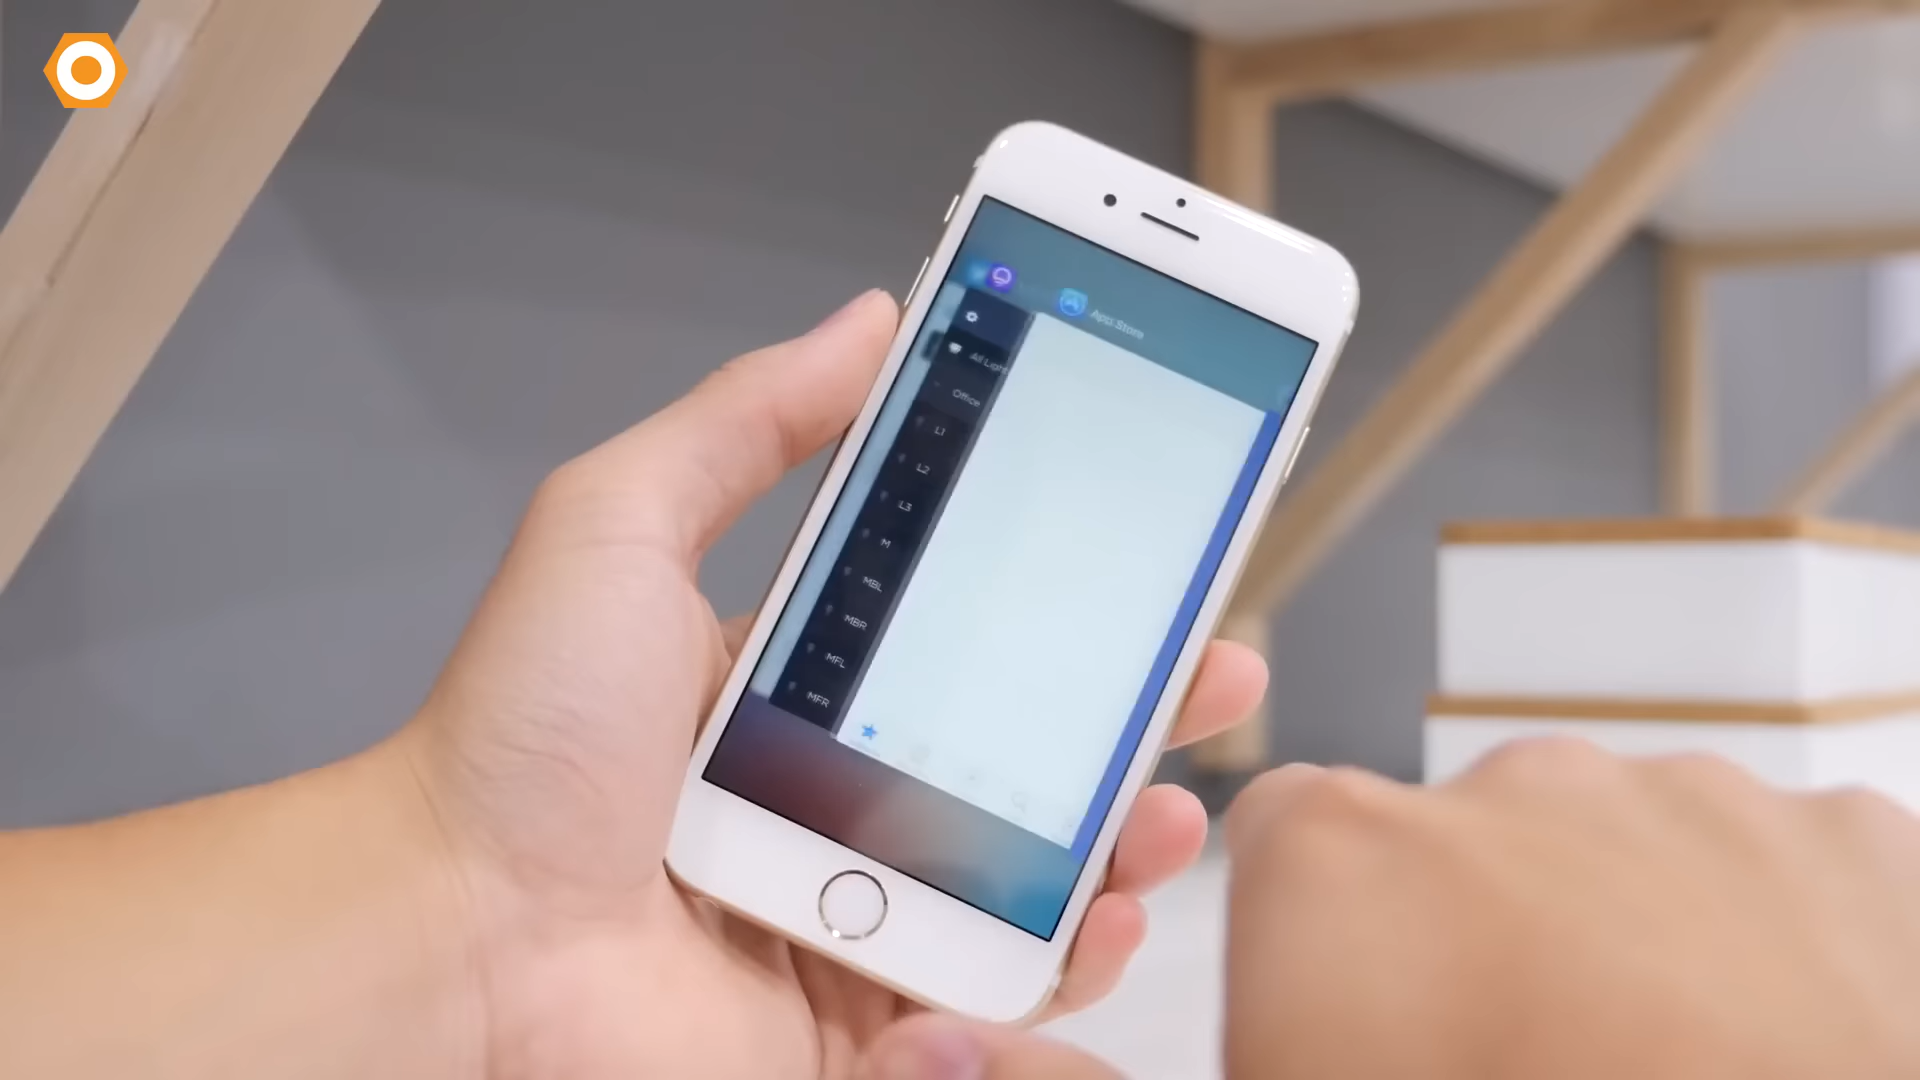 App Store
All Lights
Office
L1
L2
L3
M
MBL
MBR
MFL
MFR